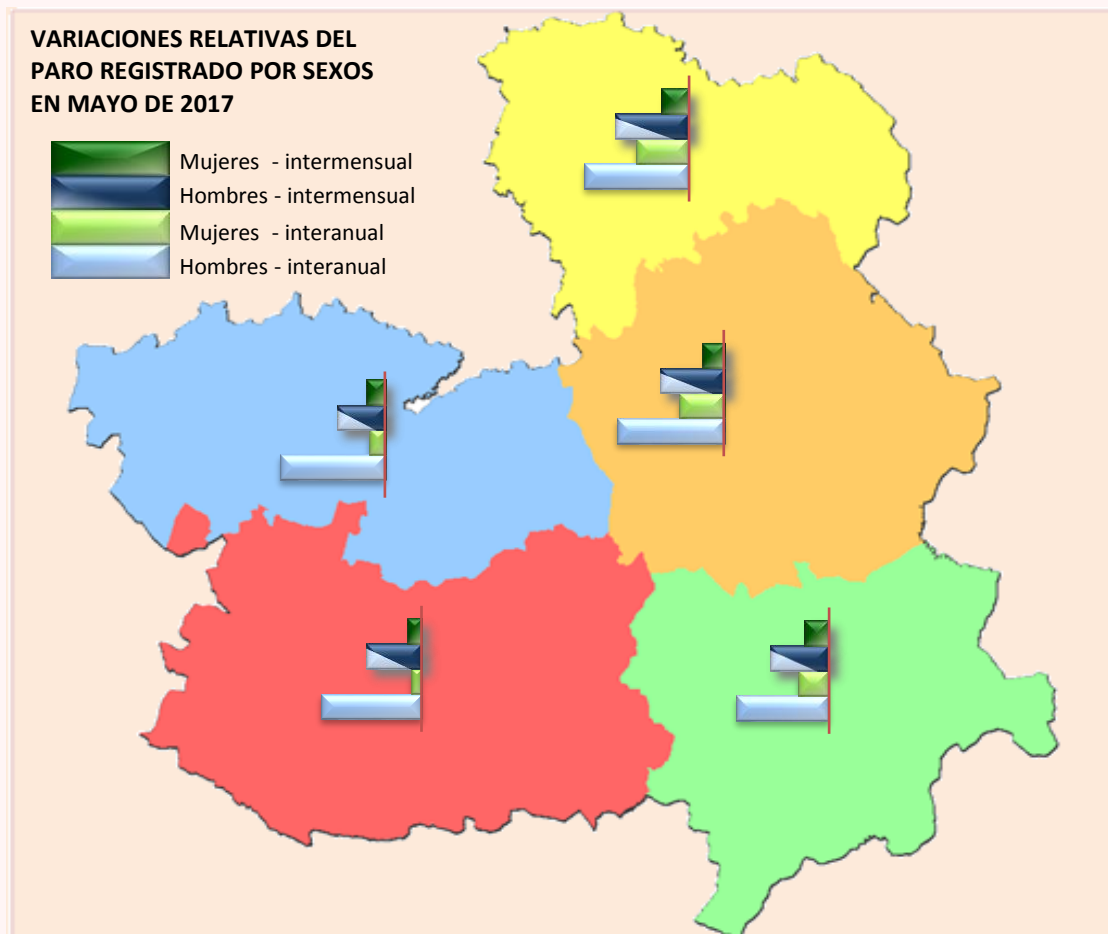 VARIACIONES RELATIVAS DEL
PARO REGISTRADO POR SEXOS
EN MAYO DE 2017
Mujeres - intermensual
Hombres - intermensual
Mujeres - interanual
Hombres - interanual